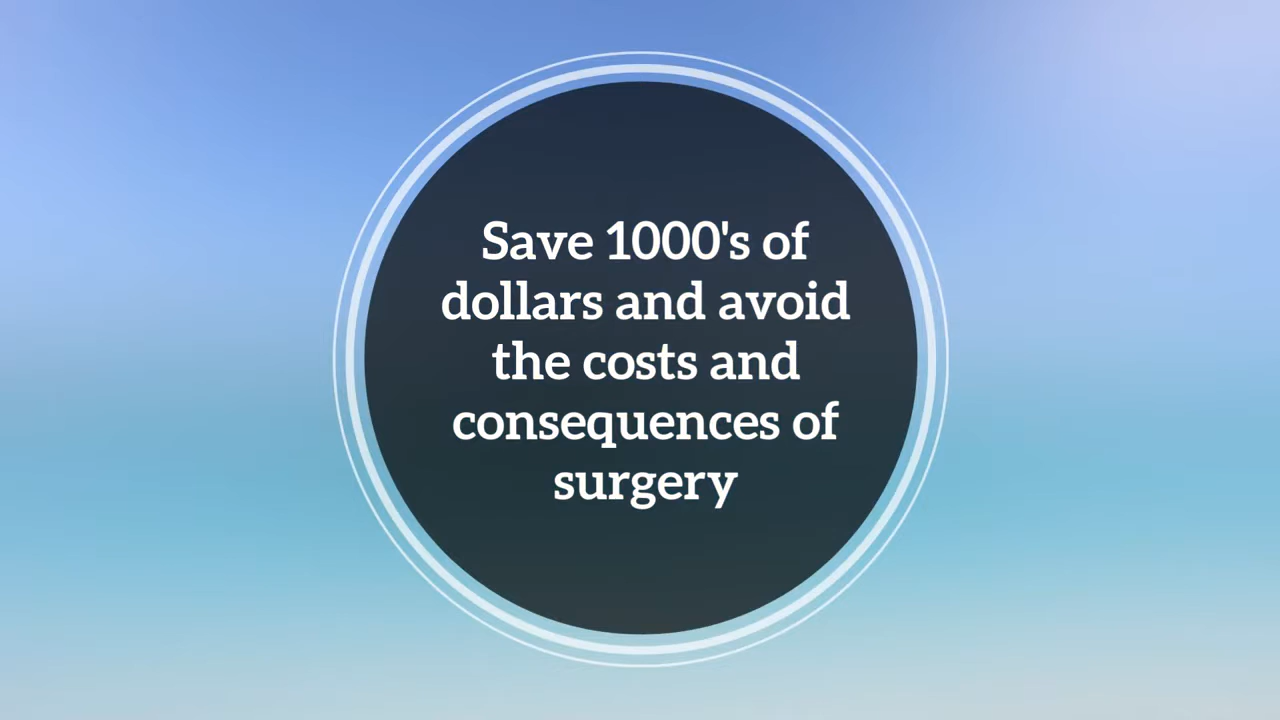 Save 1000's of
dollars and avoid
the costs and
consequences of
surgery